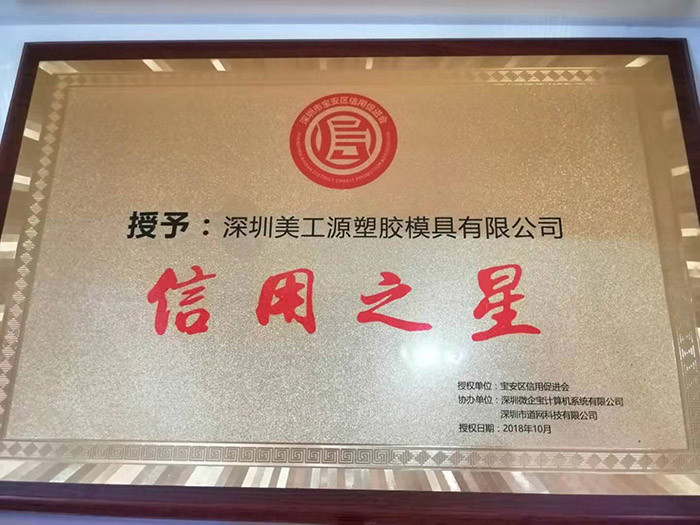 深圳市宝安区信用促进会
授予：深圳美工源塑胶模具有限公司
信用之星
授权单位：宝安区信用促进会
协办单位：深圳微企宝计算机系统有限公司
深圳市道网科技有限公司
授权日期：2018年10月